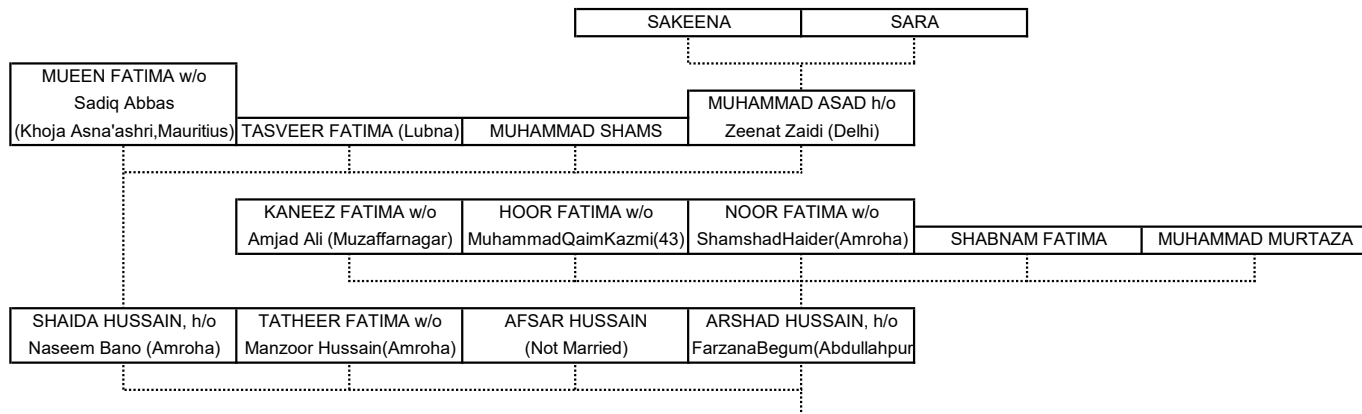 SAKEENA
SARA
MUEEN FATIMA w/o
Sadiq Abbas
(Khoja Asna'ashri,Mauritius)
TASVEER FATIMA (Lubna)
MUHAMMAD SHAMS
MUHAMMAD ASAD h/o
Zeenat Zaidi (Delhi)
KANEEZ FATIMA w/o
Amjad Ali (Muzaffarnagar)
HOOR FATIMA w/o
MuhammadQaimKazmi(43)
NOOR FATIMA w/o
ShamshadHaider(Amroha)
SHABNAM FATIMA
MUHAMMAD MURTAZA
SHAIDA HUSSAIN, h/o
Naseem Bano (Amroha)
TATHEER FATIMA w/o
Manzoor Hussain(Amroha)
AFSAR HUSSAIN
(Not Married)
ARSHAD HUSSAIN, h/o
FarzanaBegum(Abdullahpur